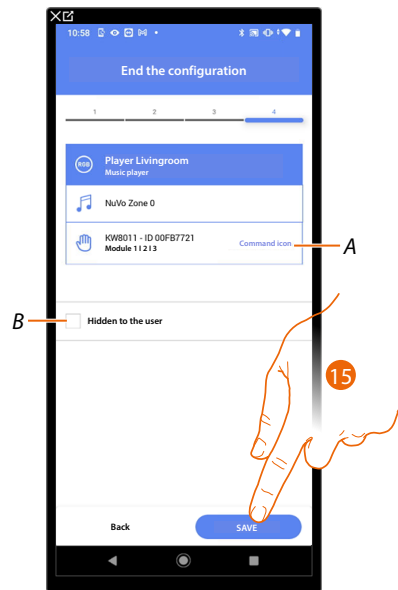 10:58
End the configuration
1 2 3 4
RGB
Player Livingroom
Music player
NuVo Zone 0
KW8011 - ID 00FB7721
Module 1 I 2 I 3
Command icon
A
B
Hidden to the user
15
Back
SAVE